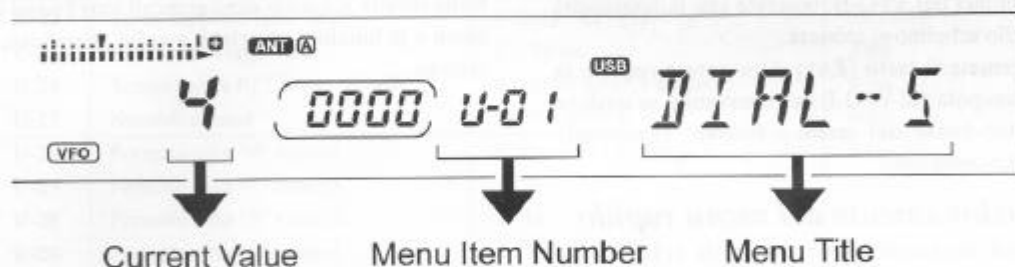 ANT A
4 0000 U-01 USB DIAL-S
VFO
Current Value Menu Item Number Menu Title